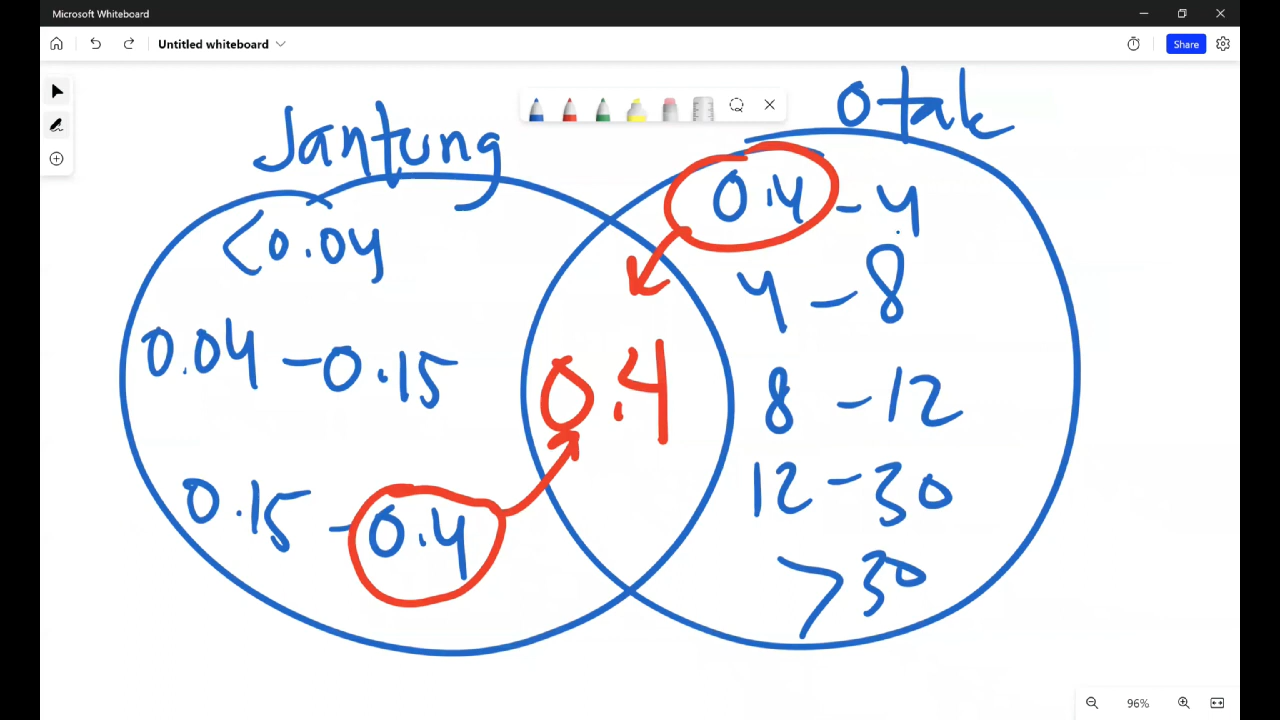 Microsoft Whiteboard
Untitled whiteboard
Share
Jantung
<0.04
0.04 - 0.15
0.15 - 0.4
0.4
Otak
0.4 - 4
4 - 8
8 - 12
12 - 30
>30
96%